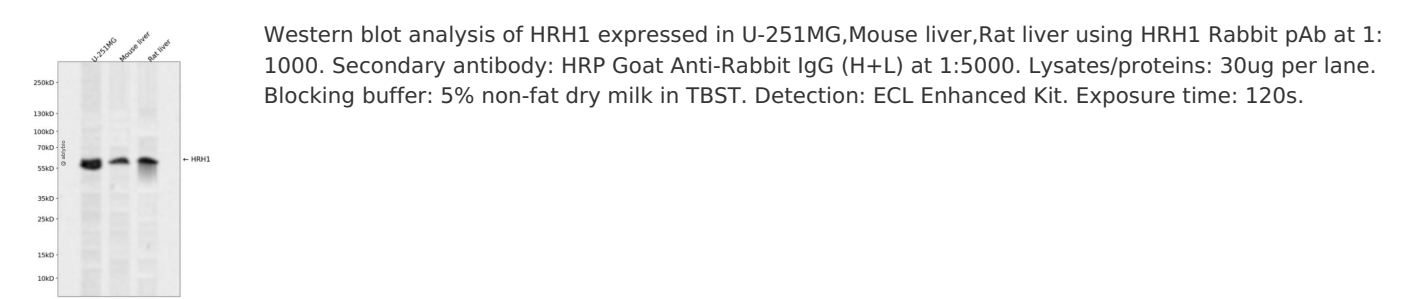 U-251MG
Mouse liver
Rat liver
250kD
130kD
100kD
70kD
55kD
35kD
25kD
15kD
10kD
← HRH1
Western blot analysis of HRH1 expressed in U-251MG,Mouse liver,Rat liver using HRH1 Rabbit pAb at 1:
1000. Secondary antibody: HRP Goat Anti-Rabbit IgG (H+L) at 1:5000. Lysates/proteins: 30ug per lane.
Blocking buffer: 5% non-fat dry milk in TBST. Detection: ECL Enhanced Kit. Exposure time: 120s.